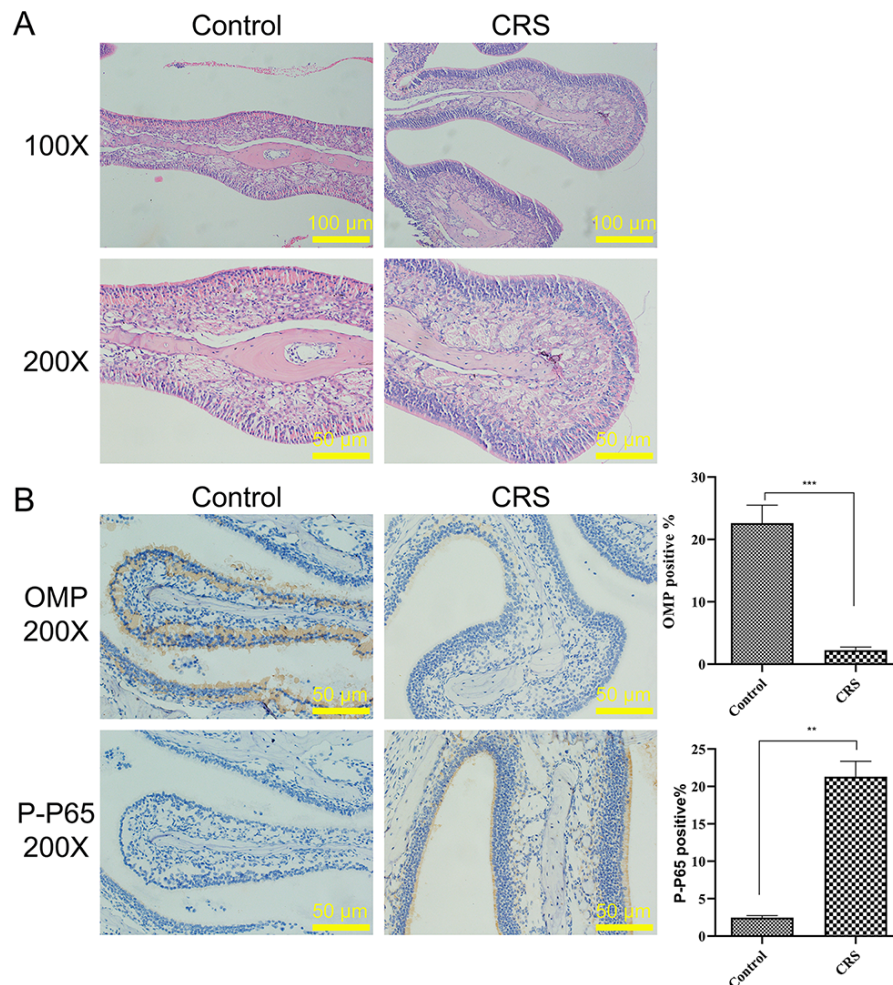 A
Control
CRS
100X
100 μm
100 μm
200X
50 μm
50 μm
B
Control
CRS
OMP
200X
50 μm
50 μm
P-P65
200X
50 μm
50 μm
OMP positive %
30
20
10
0
***
Control
CRS
P-P65 positive%
25
20
15
10
5
0
**
Control
CRS